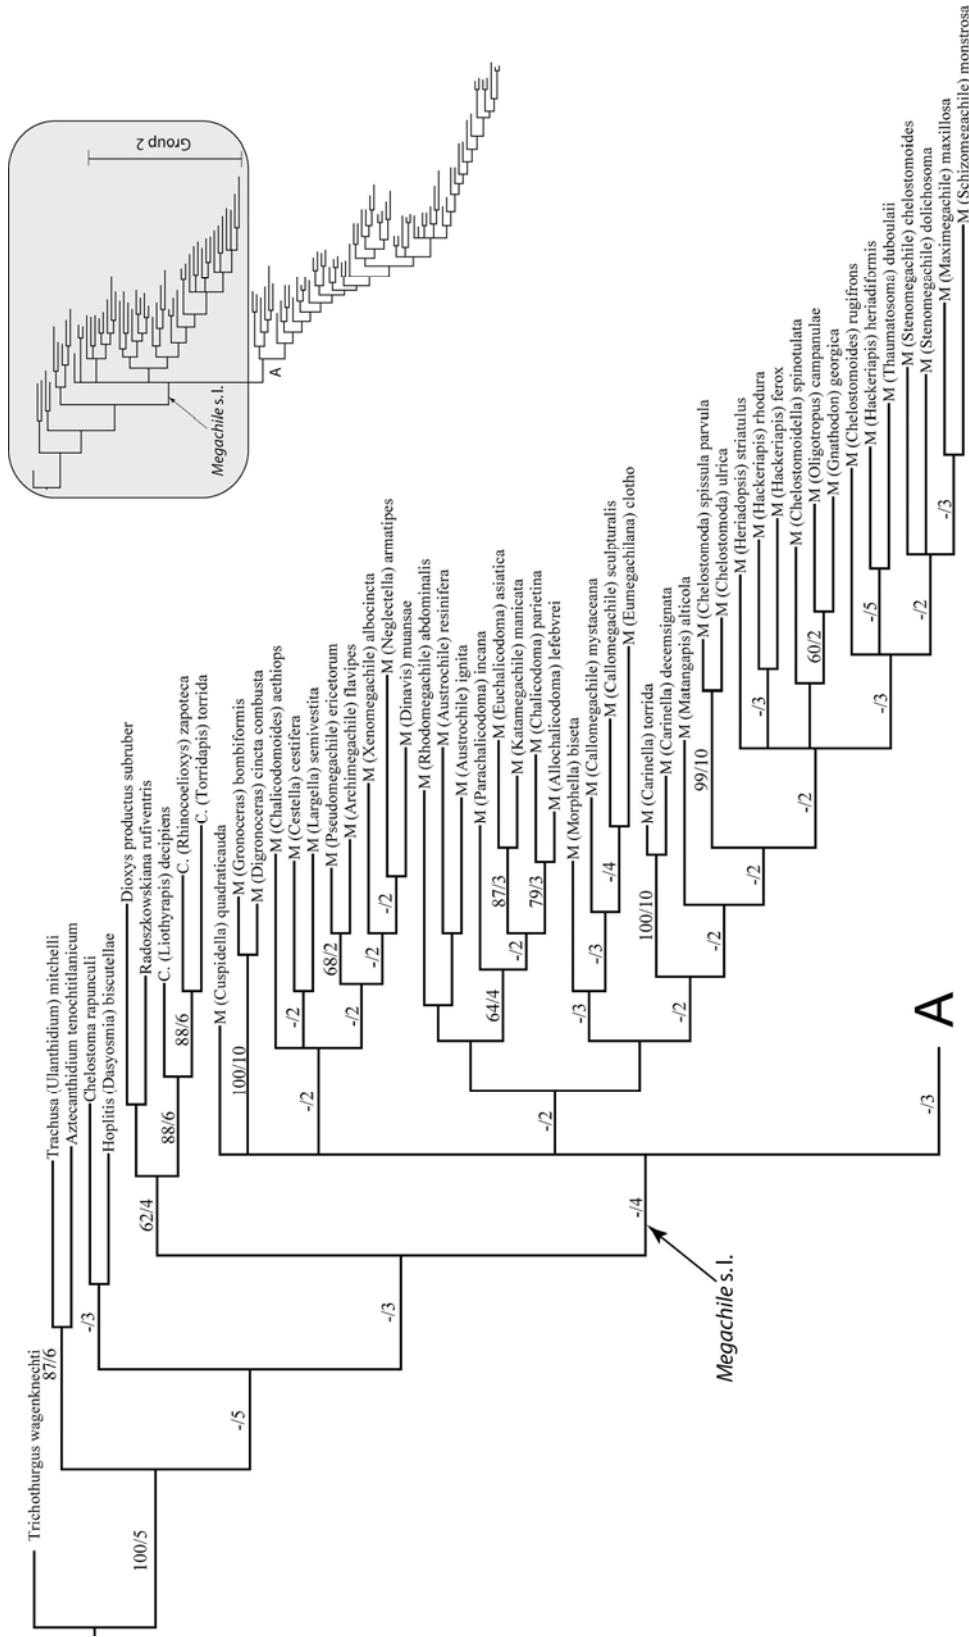 Group 2
A
Megachile s. l.
Trichothurgus wagenknechti
87/6
Trachusa (Ulanthidium) mitchelli
Aztecanthidium tenochtitlanicum
-/3
Chelostoma rapunculi
Hoplitis (Dasyosmia) biscutellae
100/5
-/5
-/3
62/4
Dioxys productus subruber
Radoszkowskiana rufiventris
88/6
C. (Liothyrapis) decipiens
88/6
C. (Rhinocoelioxys) zapoteca
C. (Torridapis) torrida
-/4
Megachile s. l.
M (Cuspidella) quadraticauda
100/10
M (Gronoceras) bombiformis
M (Digronoceras) cincta combusta
-/2
M (Chalicodomoides) aethiops
-/2
M (Cestella) cestifera
M (Largella) semivestita
-/2
68/2
M (Pseudomegachile) ericetorum
M (Archimegachile) flavipes
-/2
M (Xenomegachile) albocincta
-/2
M (Neglectella) armatipes
M (Dinavis) muansae
-/2
M (Rhodomegachile) abdominalis
M (Austrochile) resinifera
M (Austrochile) ignita
64/4
M (Parachalicodoma) incana
-/2
87/3
M (Euchalicodoma) asiatica
M (Katamegachile) manicata
79/3
M (Chalicodoma) parietina
M (Allochalicodoma) lefebvrei
-/3
M (Morphella) biseta
-/3
M (Callomegachile) mystaceana
-/4
M (Callomegachile) sculpturalis
M (Eumegachilana) clotho
-/2
100/10
M (Carinella) torrida
M (Carinella) decemsignata
-/2
M (Matangapis) alticola
-/2
99/10
M (Chelostomoda) spissula parvula
M (Chelostomoda) ulrica
-/2
M (Heriadopsis) striatulus
-/3
M (Hackeriapis) rhodura
M (Hackeriapis) ferox
M (Chelostomoidella) spinotulata
60/2
M (Oligotropus) campanulae
M (Gnathodon) georgica
-/3
M (Chelostomoides) rugifrons
-/5
M (Hackeriapis) heriadiformis
M (Thaumatosoma) duboulaii
-/2
M (Stenomegachile) chelostomoides
M (Stenomegachile) dolichosoma
-/3
M (Maximegachile) maxillosa
M (Schizomegachile) monstrosa
-/3
A